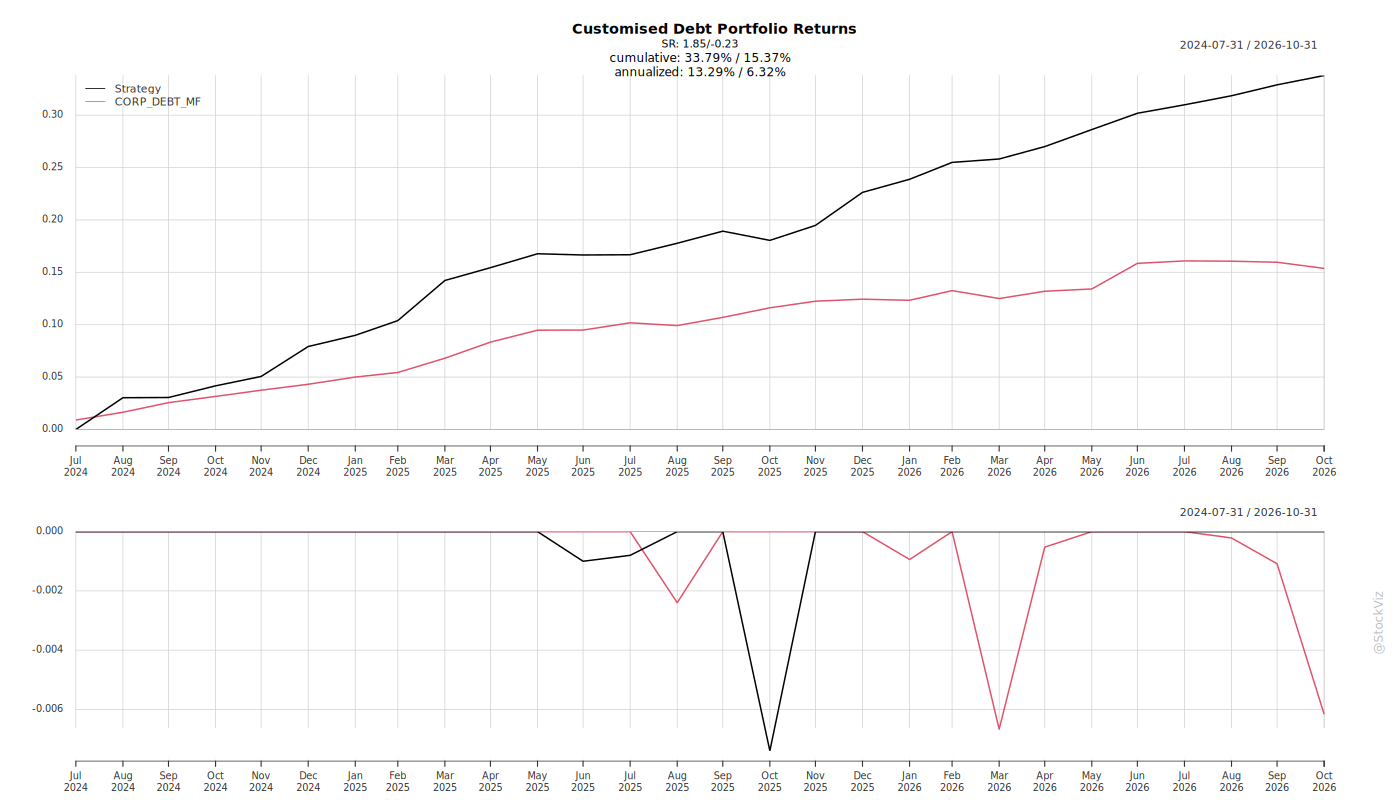 Customised Debt Portfolio Returns
SR: 1.85/-0.23
cumulative: 33.79% / 15.37%
annualized: 13.29% / 6.32%
2024-07-31 / 2026-10-31
Strategy
CORP_DEBT_MF
0.30
0.25
0.20
0.15
0.10
0.05
0.00
Jul Aug Sep Oct Nov Dec Jan Feb Mar Apr May Jun Jul Aug Sep Oct Nov Dec Jan Feb Mar Apr May Jun Jul Aug Sep Oct
2024 2024 2024 2024 2024 2024 2025 2025 2025 2025 2025 2025 2025 2025 2025 2025 2025 2025 2026 2026 2026 2026 2026 2026 2026 2026 2026 2026
2024-07-31 / 2026-10-31
0.000
-0.002
-0.004
-0.006
@StockViz
Jul Aug Sep Oct Nov Dec Jan Feb Mar Apr May Jun Jul Aug Sep Oct Nov Dec Jan Feb Mar Apr May Jun Jul Aug Sep Oct
2024 2024 2024 2024 2024 2024 2025 2025 2025 2025 2025 2025 2025 2025 2025 2025 2025 2025 2026 2026 2026 2026 2026 2026 2026 2026 2026 2026